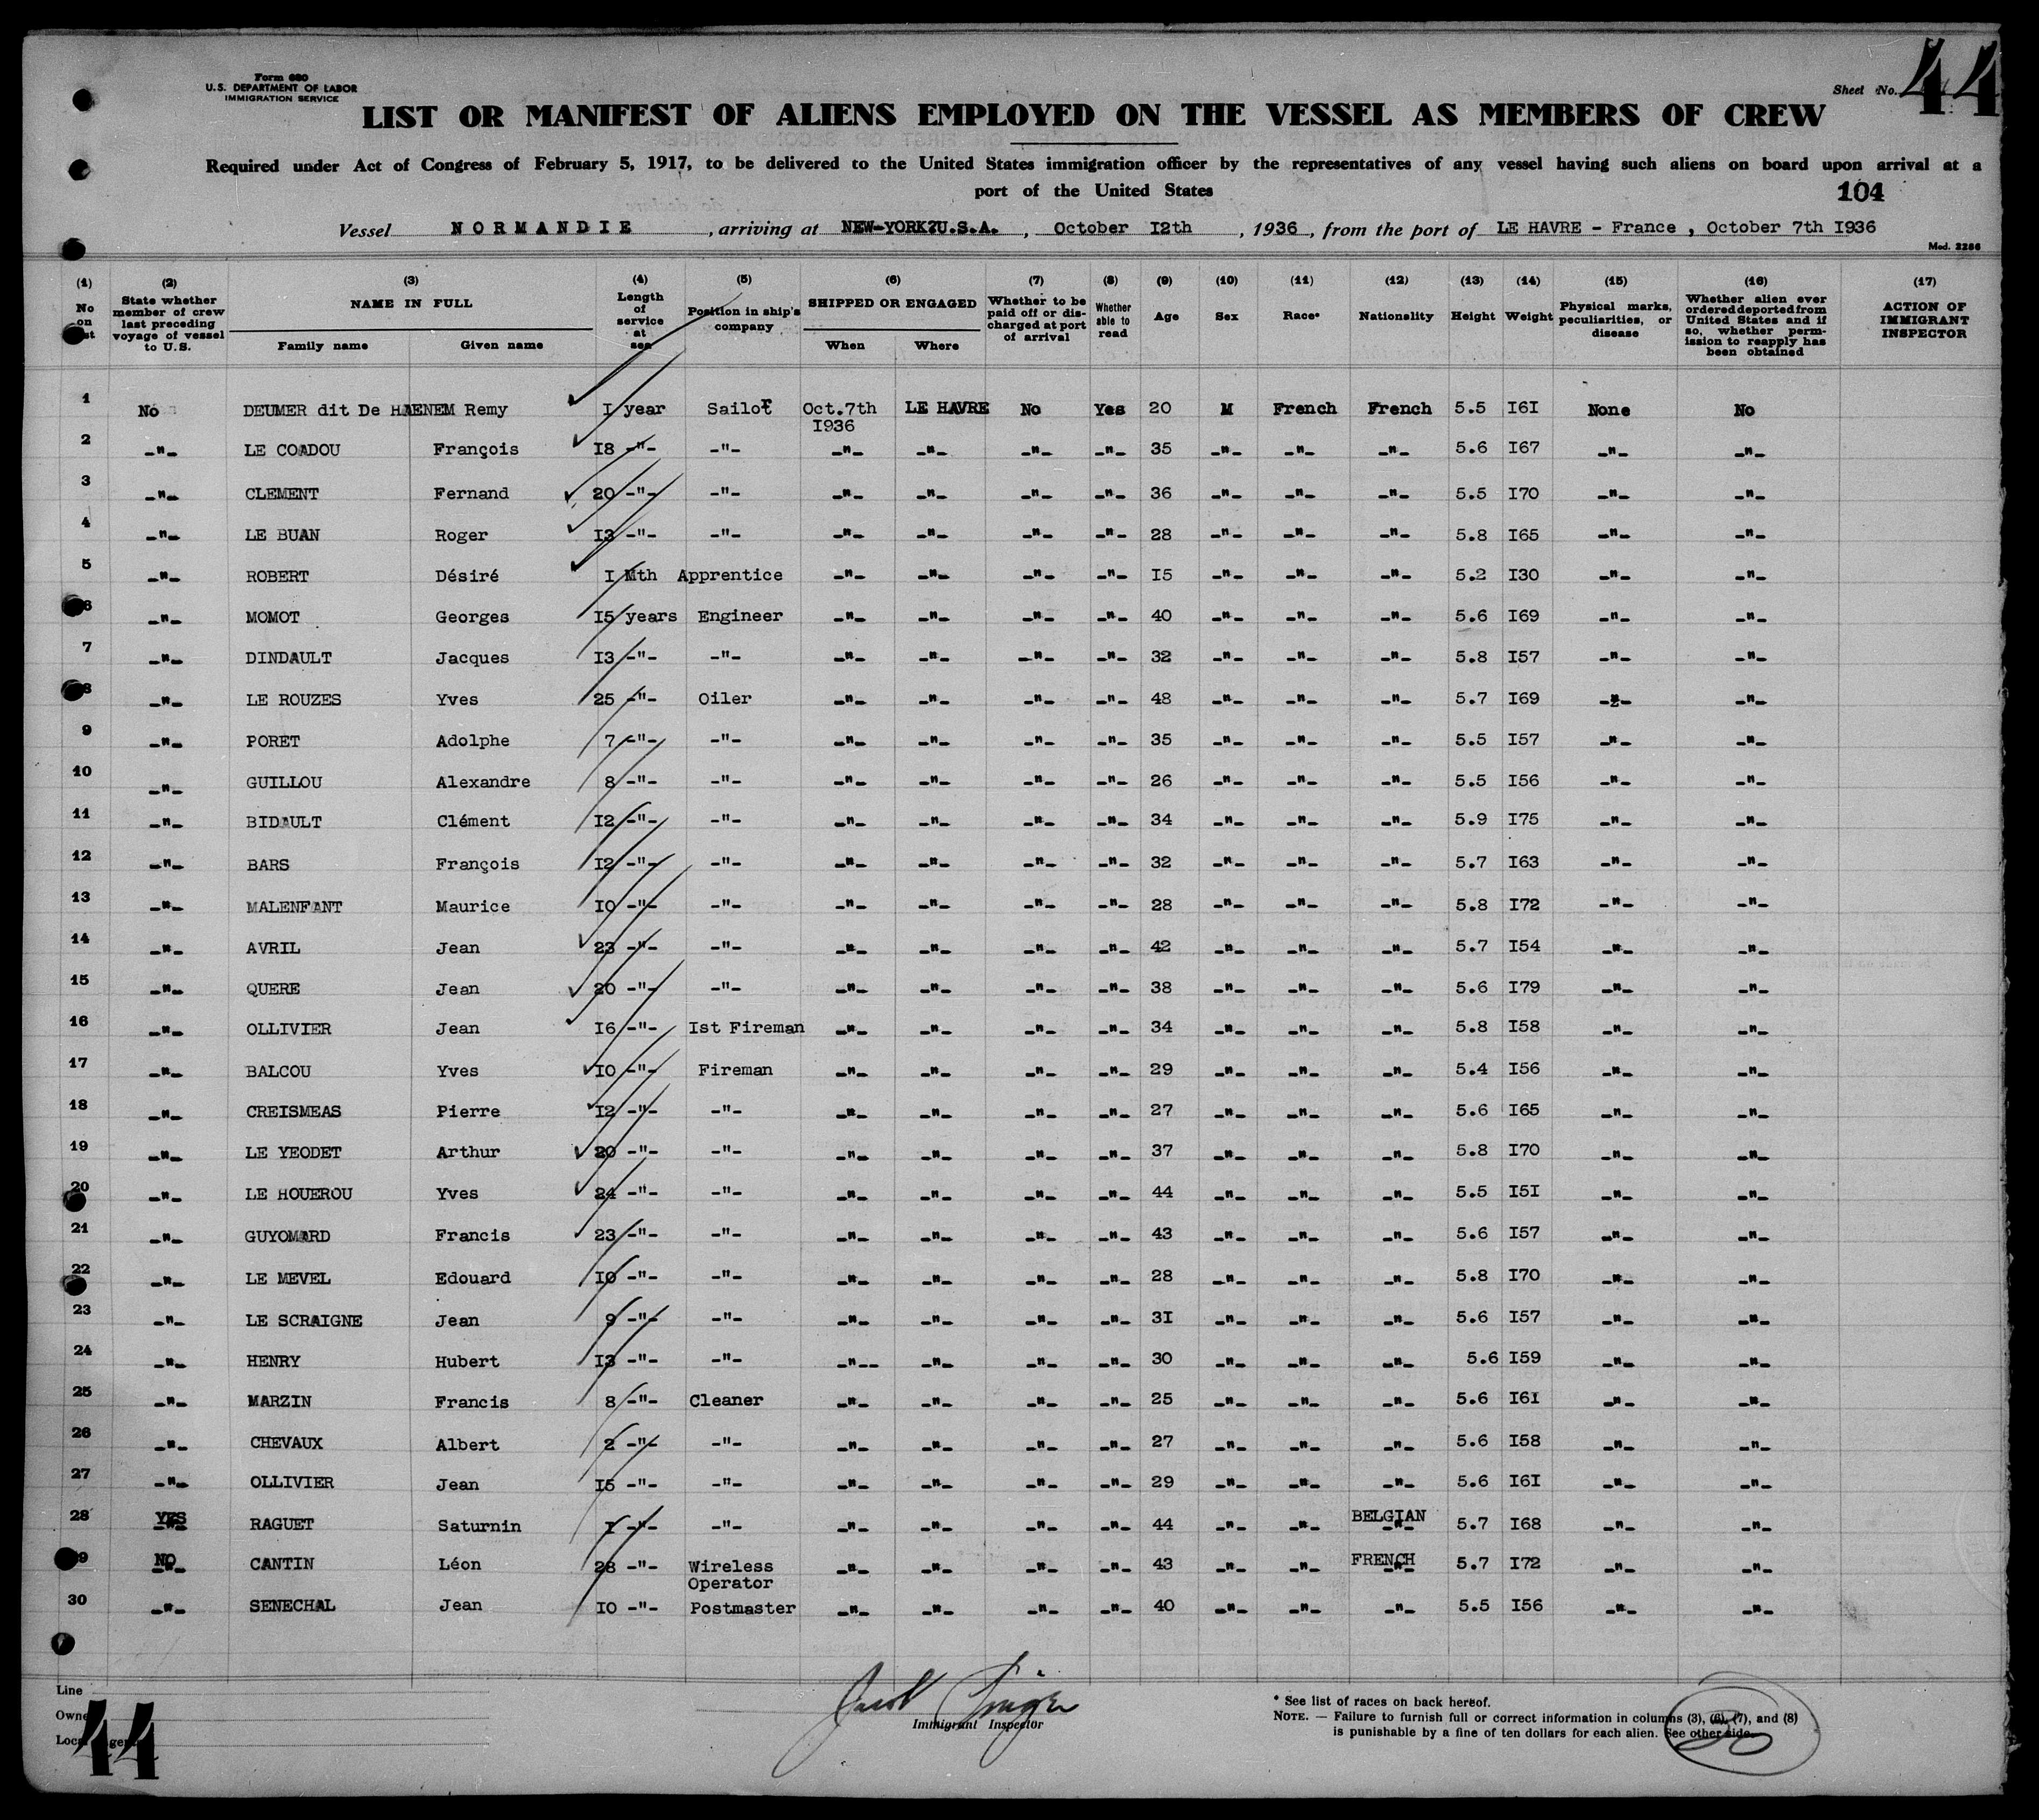 Form 680
U.S. DEPARTMENT OF LABOR
IMMIGRATION SERVICE
Sheet No. 44
LIST OR MANIFEST OF ALIENS EMPLOYED ON THE VESSEL AS MEMBERS OF CREW
Required under Act of Congress of February 5, 1917, to be delivered to the United States immigration officer by the representatives of any vessel having such aliens on board upon arrival at a
port of the United States
104
Vessel NORMANDIE, arriving at NEW-YORK?U.S.A., October I2th, 1936, from the port of LE HAVRE - France, October 7th I936
Mod. 2286
(1) No on (2) State whether member of crew last preceding voyage of vessel to U.S. (3) NAME IN FULL Family name Given name (4) Length of service at sea (5) Position in ship's company (6) SHIPPED OR ENGAGED When Where (7) Whether to be paid off or discharged at port of arrival (8) Whether able to read (9) Age (10) Sex (11) Race* (12) Nationality (13) Height (14) Weight (15) Physical marks, peculiarities, or disease (16) Whether alien ever ordered deported from United States and if so, whether permission to reapply has been obtained (17) ACTION OF IMMIGRANT INSPECTOR
1 No DEUMER dit De HAENEM Remy I year Sailor Oct.7th I936 LE HAVRE No Yes 20 M French French 5.5 I6I None No
2 -"- LE COADOU François I8 -"- -"- -"- -"- -"- -"- 35 -"- -"- -"- 5.6 I67 -"- -"-
3 -"- CLEMENT Fernand 20 -"- -"- -"- -"- -"- -"- 36 -"- -"- -"- 5.5 I70 -"- -"-
4 -"- LE BUAN Roger I3 -"- -"- -"- -"- -"- -"- 28 -"- -"- -"- 5.8 I65 -"- -"-
5 -"- ROBERT Désiré I Mth Apprentice -"- -"- -"- -"- I5 -"- -"- -"- 5.2 I30 -"- -"-
6 -"- MOMOT Georges I5 years Engineer -"- -"- -"- -"- 40 -"- -"- -"- 5.6 I69 -"- -"-
7 -"- DINDAULT Jacques I3 -"- -"- -"- -"- -"- -"- 32 -"- -"- -"- 5.8 I57 -"- -"-
8 -"- LE ROUZES Yves 25 -"- Oiler -"- -"- -"- -"- 48 -"- -"- -"- 5.7 I69 -"- -"-
9 -"- PORET Adolphe 7 -"- -"- -"- -"- -"- -"- 35 -"- -"- -"- 5.5 I57 -"- -"-
10 -"- GUILLOU Alexandre 8 -"- -"- -"- -"- -"- -"- 26 -"- -"- -"- 5.5 I56 -"- -"-
11 -"- BIDAULT Clément I2 -"- -"- -"- -"- -"- -"- 34 -"- -"- -"- 5.9 I75 -"- -"-
12 -"- BARS François I2 -"- -"- -"- -"- -"- -"- 32 -"- -"- -"- 5.7 I63 -"- -"-
13 -"- MALENFANT Maurice I0 -"- -"- -"- -"- -"- -"- 28 -"- -"- -"- 5.8 I72 -"- -"-
14 -"- AVRIL Jean 23 -"- -"- -"- -"- -"- -"- 42 -"- -"- -"- 5.7 I54 -"- -"-
15 -"- QUERE Jean 20 -"- -"- -"- -"- -"- -"- 38 -"- -"- -"- 5.6 I79 -"- -"-
16 -"- OLLIVIER Jean I6 -"- Ist Fireman -"- -"- -"- -"- 34 -"- -"- -"- 5.8 I58 -"- -"-
17 -"- BALCOU Yves I0 -"- Fireman -"- -"- -"- -"- 29 -"- -"- -"- 5.4 I56 -"- -"-
18 -"- CREISMEAS Pierre I2 -"- -"- -"- -"- -"- -"- 27 -"- -"- -"- 5.6 I65 -"- -"-
19 -"- LE YEODET Arthur 20 -"- -"- -"- -"- -"- -"- 37 -"- -"- -"- 5.8 I70 -"- -"-
20 -"- LE HOUEROU Yves 24 -"- -"- -"- -"- -"- -"- 44 -"- -"- -"- 5.5 I5I -"- -"-
21 -"- GUYOMARD Francis 23 -"- -"- -"- -"- -"- -"- 43 -"- -"- -"- 5.6 I57 -"- -"-
22 -"- LE MEVEL Edouard I0 -"- -"- -"- -"- -"- -"- 28 -"- -"- -"- 5.8 I70 -"- -"-
23 -"- LE SCRAIGNE Jean 9 -"- -"- -"- -"- -"- -"- 3I -"- -"- -"- 5.6 I57 -"- -"-
24 -"- HENRY Hubert I3 -"- -"- -"-- -"- -"- -"- 30 -"- -"- -"- 5.6 I59 -"- -"-
25 -"- MARZIN Francis 8 -"- Cleaner -"- -"- -"- -"- 25 -"- -"- -"- 5.6 I6I -"- -"-
26 -"- CHEVAUX Albert 2 -"- -"- -"- -"- -"- -"- 27 -"- -"- -"- 5.6 I58 -"- -"-
27 -"- OLLIVIER Jean I5 -"- -"- -"- -"- -"- -"- 29 -"- -"- -"- 5.6 I6I -"- -"-
28 YES RAGUET Saturnin I -"- -"- -"- -"- -"- -"- 44 -"- -"- BELGIAN 5.7 I68 -"- -"-
29 NO CANTIN Léon 28 -"- Wireless Operator -"- -"- -"- -"- 43 -"- -"- FRENCH 5.7 I72 -"- -"-
30 -"- SENECHAL Jean I0 -"- Postmaster -"- -"- -"- -"- 40 -"- -"- -"- 5.5 I56 -"- -"-
Line
Owne
Local Agent
44
Jacob
Immigrant Inspector
* See list of races on back hereof.
NOTE. — Failure to furnish full or correct information in columns (3), (6), (7), and (8)
is punishable by a fine of ten dollars for each alien. See other side.